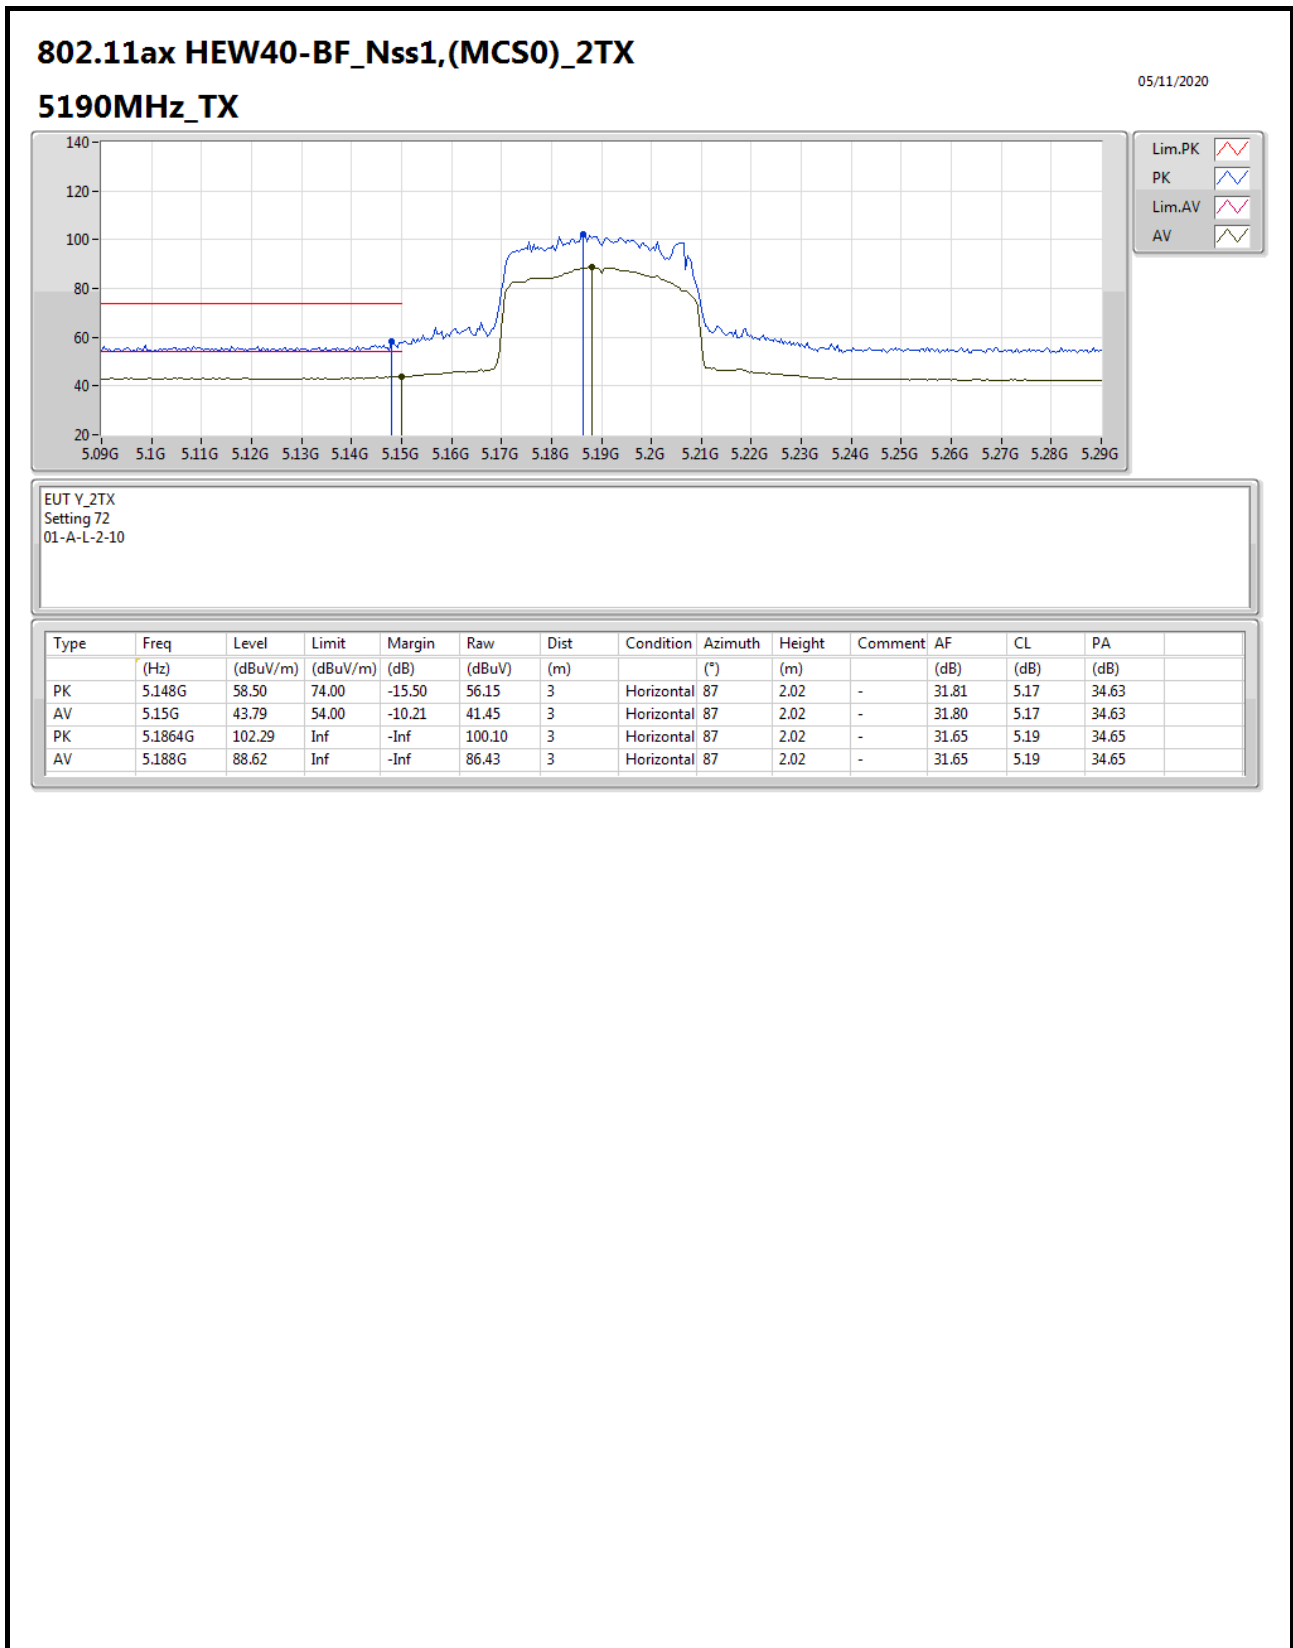 802.11ax HEW40-BF_Nss1,(MCS0)_2TX
05/11/2020
5190MHz_TX
140
120
100
80
60
40
20
5.09G 5.1G 5.11G 5.12G 5.13G 5.14G 5.15G 5.16G 5.17G 5.18G 5.19G 5.2G 5.21G 5.22G 5.23G 5.24G 5.25G 5.26G 5.27G 5.28G 5.29G
Lim.PK
PK
Lim.AV
AV
EUT Y_2TX
Setting 72
01-A-L-2-10
Type Freq Level Limit Margin Raw Dist Condition Azimuth Height Comment AF CL PA
(Hz) (dBuV/m) (dBuV/m) (dB) (dBuV) (m) (°) (m) (dB) (dB) (dB)
PK 5.148G 58.50 74.00 -15.50 56.15 3 Horizontal 87 2.02 - 31.81 5.17 34.63
AV 5.15G 43.79 54.00 -10.21 41.45 3 Horizontal 87 2.02 - 31.80 5.17 34.63
PK 5.1864G 102.29 Inf -Inf 100.10 3 Horizontal 87 2.02 - 31.65 5.19 34.65
AV 5.188G 88.62 Inf -Inf 86.43 3 Horizontal 87 2.02 - 31.65 5.19 34.65